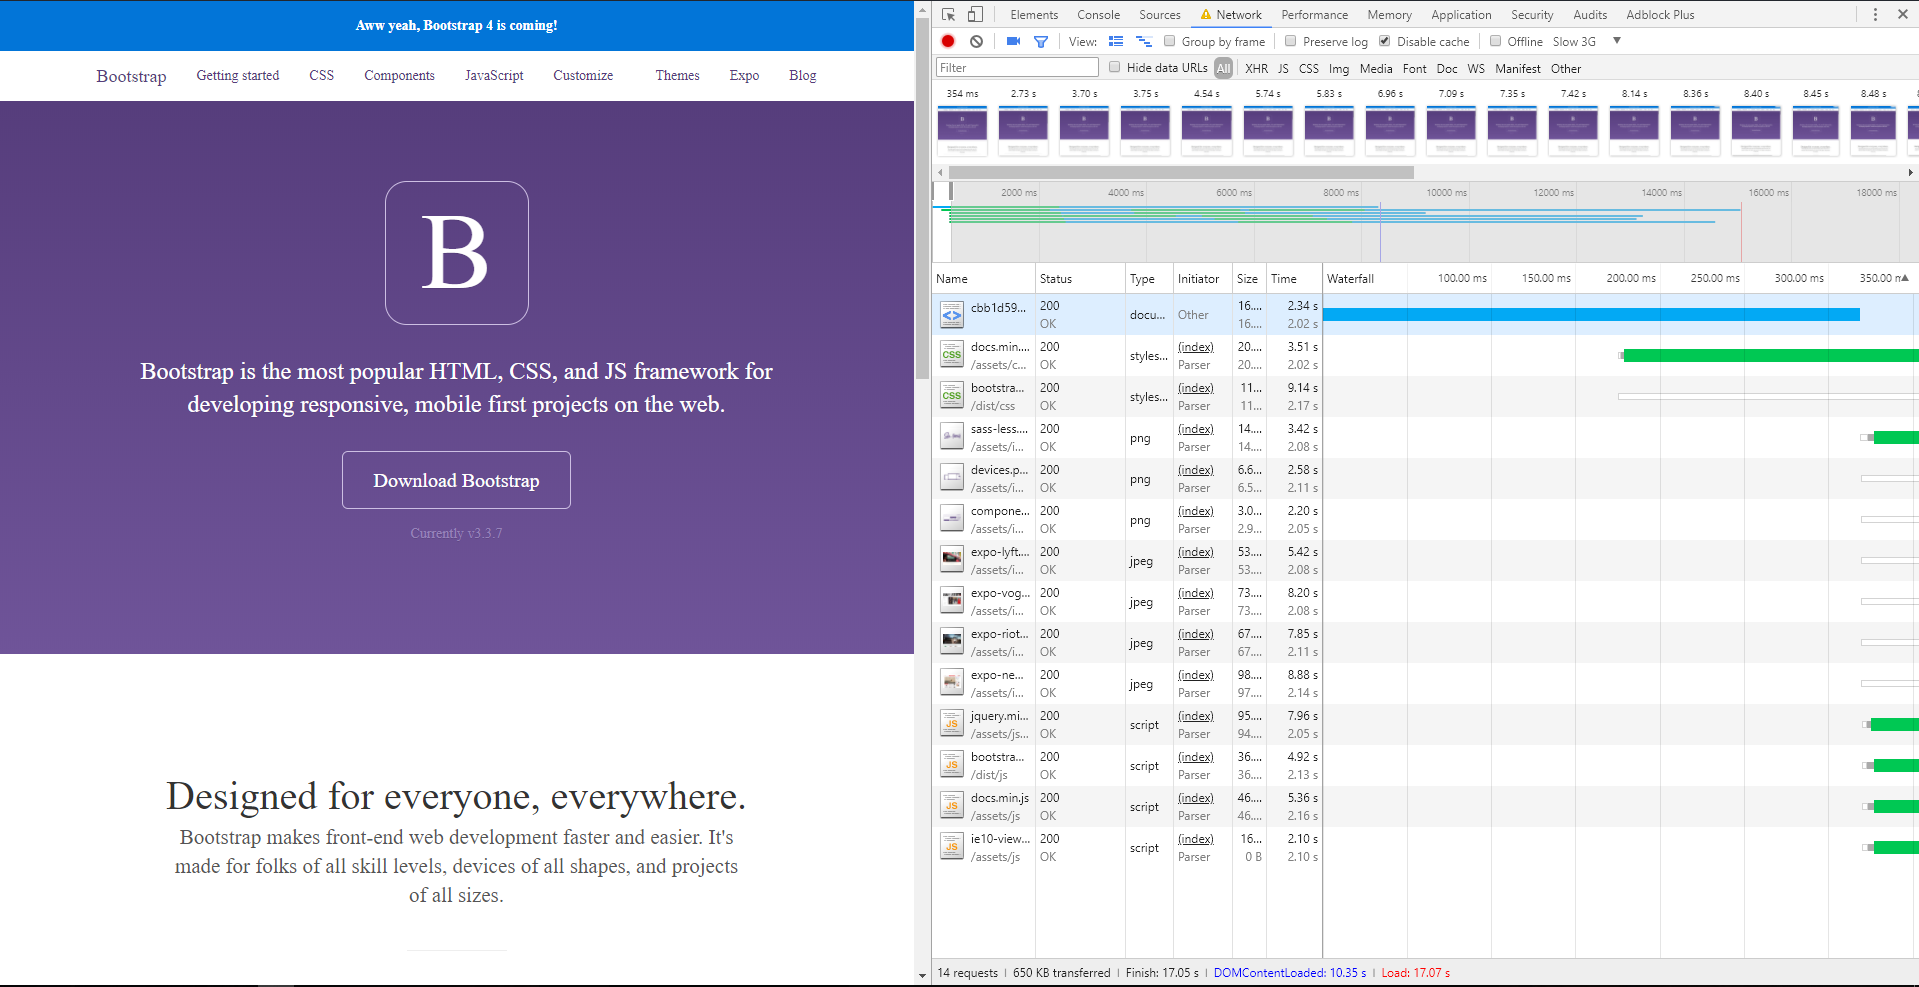 Aww yeah, Bootstrap 4 is coming!
Bootstrap Getting started CSS Components JavaScript Customize Themes Expo Blog
B
Bootstrap is the most popular HTML, CSS, and JS framework for
developing responsive, mobile first projects on the web.
Download Bootstrap
Currently v3.3.7
Designed for everyone, everywhere.
Bootstrap makes front-end web development faster and easier. It's
made for folks of all skill levels, devices of all shapes, and projects
of all sizes.
Elements Console Sources Network Performance Memory Application Security Audits Adblock Plus
View: Group by frame Preserve log Disable cache Offline Slow 3G
Filter Hide data URLs All XHR JS CSS Img Media Font Doc WS Manifest Other
354 ms 2.73 s 3.70 s 3.75 s 4.54 s 5.74 s 5.83 s 6.96 s 7.09 s 7.35 s 7.42 s 8.14 s 8.36 s 8.40 s 8.45 s 8.48 s
2000 ms 4000 ms 6000 ms 8000 ms 10000 ms 12000 ms 14000 ms 16000 ms 18000 ms
Name Status Type Initiator Size Time Waterfall 100.00 ms 150.00 ms 200.00 ms 250.00 ms 300.00 ms 350.00
cbb1d59... 200 docu... Other 16.... 2.34 s
OK 16.... 2.02 s
docs.min.... 200 styles... (index) 20.... 3.51 s
/assets/c... OK Parser 20.... 2.02 s
bootstra... 200 styles... (index) 11... 9.14 s
/dist/css OK Parser 11... 2.17 s
sass-less.... 200 png (index) 14.... 3.42 s
/assets/i... OK Parser 14.... 2.08 s
devices.p... 200 png (index) 6.6... 2.58 s
/assets/i... OK Parser 6.5... 2.11 s
compone... 200 png (index) 3.0... 2.20 s
/assets/i... OK Parser 2.9... 2.05 s
expo-lyft.... 200 jpeg (index) 53.... 5.42 s
/assets/i... OK Parser 53.... 2.08 s
expo-vog... 200 jpeg (index) 73.... 8.20 s
/assets/i... OK Parser 73.... 2.08 s
expo-riot... 200 jpeg (index) 67.... 7.85 s
/assets/i... OK Parser 67.... 2.11 s
expo-ne... 200 jpeg (index) 98.... 8.88 s
/assets/i... OK Parser 97.... 2.14 s
jquery.mi... 200 script (index) 95.... 7.96 s
/assets/js... OK Parser 94.... 2.05 s
bootstra... 200 script (index) 36.... 4.92 s
/dist/js OK Parser 36.... 2.13 s
docs.min.js 200 script (index) 46.... 5.36 s
/assets/js OK Parser 46.... 2.16 s
ie10-view... 200 script (index) 16... 2.10 s
/assets/js OK Parser 0 B 2.10 s
14 requests | 650 KB transferred | Finish: 17.05 s | DOMContentLoaded: 10.35 s | Load: 17.07 s